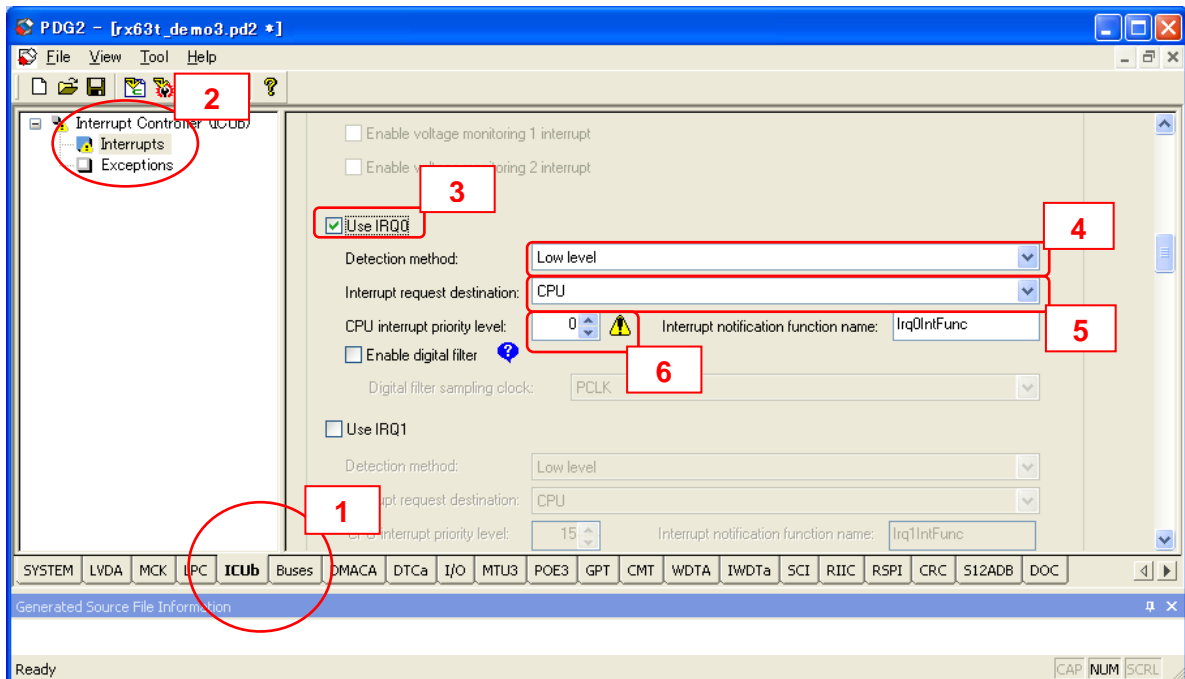 PDG2 - [rx63t_demo3.pd2 *]
File View Tool Help
2
Interrupt Controller (ICUb)
Interrupts
Exceptions
Enable voltage monitoring 1 interrupt
Enable voltage monitoring 2 interrupt
3
Use IRQ0
4
Detection method: Low level
Interrupt request destination: CPU
5
CPU interrupt priority level: 0 Interrupt notification function name: Irq0IntFunc
6
Enable digital filter
Digital filter sampling clock: PCLK
Use IRQ1
Detection method: Low level
1
Interrupt request destination: CPU
CPU interrupt priority level: 15 Interrupt notification function name: Irq1IntFunc
SYSTEM LVDA MCK LPC ICUb Buses DMACA DTCa I/O MTU3 POE3 GPT CMT WDTA IWDTa SCI RIIC RSPI CRC S12ADB DOC
Generated Source File Information
Ready CAP NUM SCRL